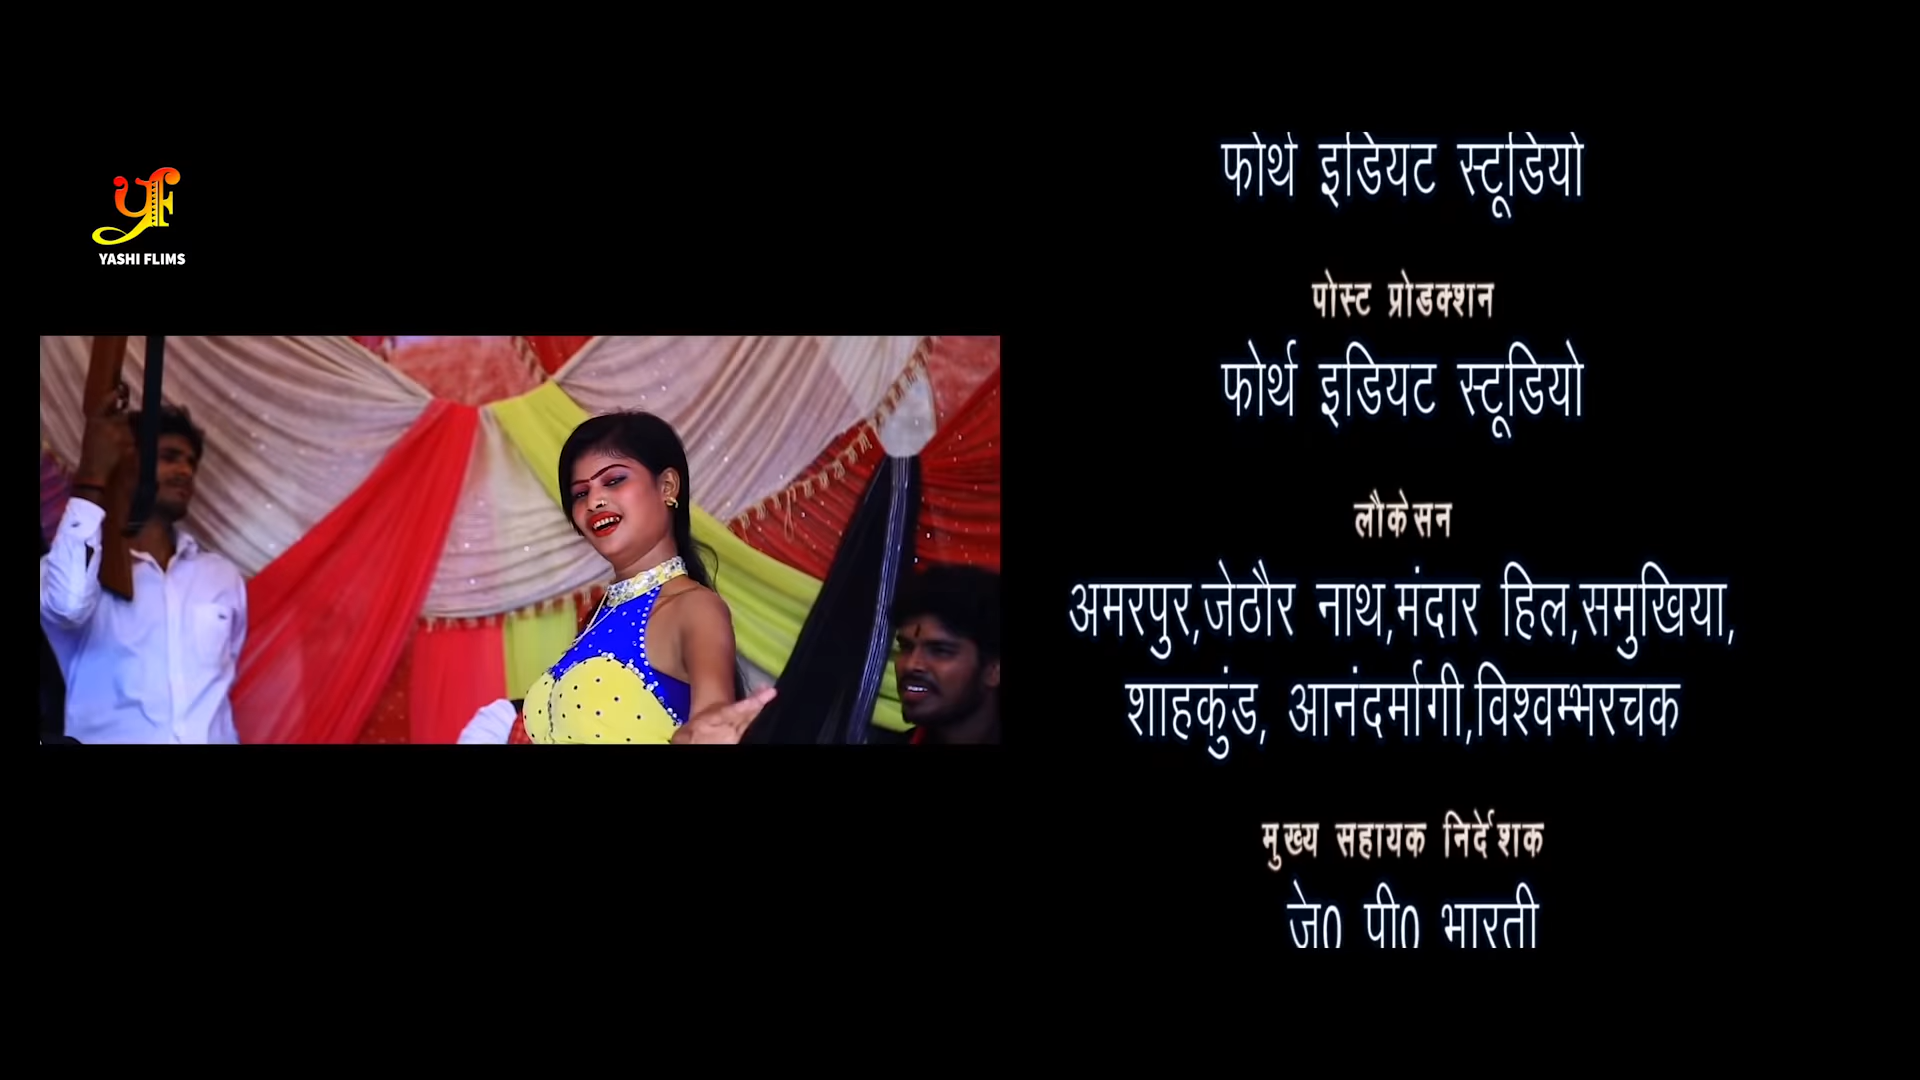 YASHI FLIMS
फोर्थ इडियट स्टूडियो
पोस्ट प्रोडक्शन
फोर्थ इडियट स्टूडियो
लौकेसन
अमरपुर,जेठौर नाथ,मंदार हिल,समुखिया,
शाहकुंड, आनंदर्मागी,विश्वम्भरचक
मुख्य सहायक निर्देशक
जे0 पी0 भारती